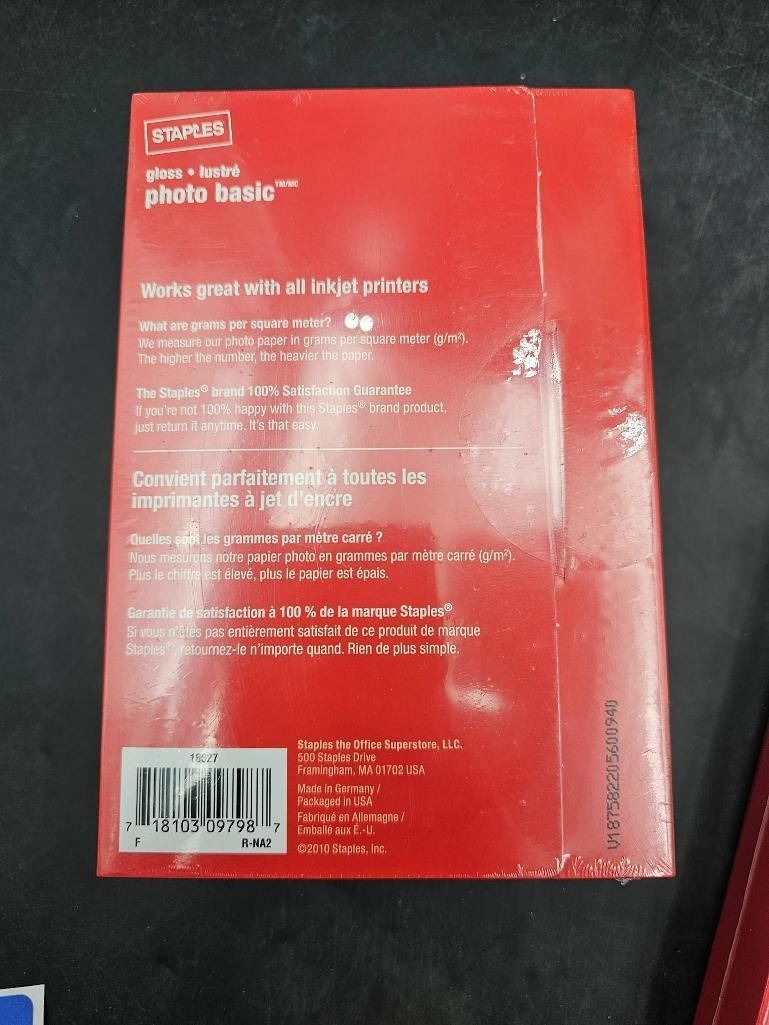 STAPLES
gloss • lustré
photo basic™/MC
Works great with all inkjet printers
What are grams per square meter?
We measure our photo paper in grams per square meter (g/m²).
The higher the number, the heavier the paper.
The Staples® brand 100% Satisfaction Guarantee
If you're not 100% happy with this Staples® brand product,
just return it anytime. It's that easy.
Convient parfaitement à toutes les
imprimantes à jet d'encre
Quelles sont les grammes par mètre carré ?
Nous mesurons notre papier photo en grammes par mètre carré (g/m²).
Plus le chiffre est élevé, plus le papier est épais.
Garantie de satisfaction à 100 % de la marque Staples®
Si vous n'êtes pas entièrement satisfait de ce produit de marque
Staples®, retournez-le n'importe quand. Rien de plus simple.
18327
7 18103 09798 7
F R-NA2
Staples the Office Superstore, LLC.
500 Staples Drive
Framingham, MA 01702 USA
Made in Germany /
Packaged in USA
Fabriqué en Allemagne /
Emballé aux É.-U.
©2010 Staples, Inc.
U187582205600940